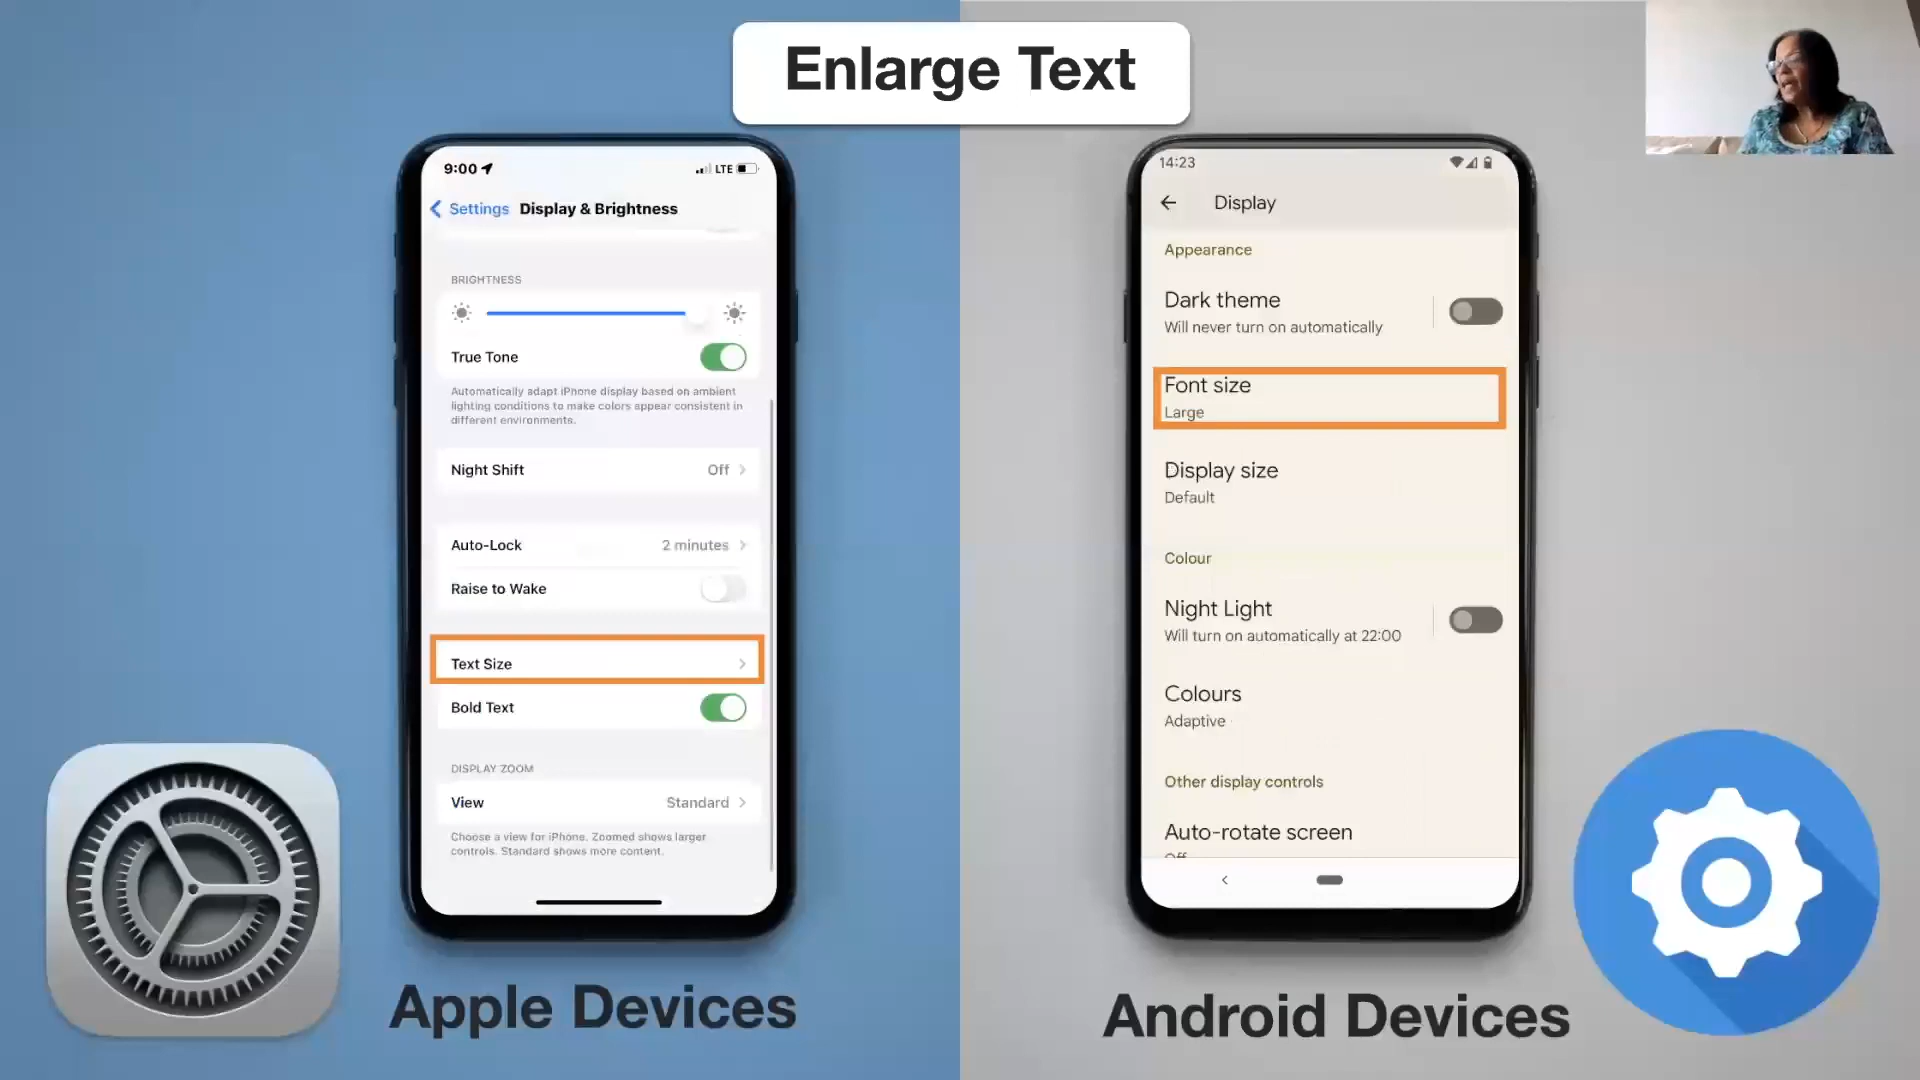 Enlarge Text
9:00
LTE
Settings
Display & Brightness
BRIGHTNESS
True Tone
Automatically adapt iPhone display based on ambient
lighting conditions to make colors appear consistent in
different environments.
Night Shift Off
Auto-Lock 2 minutes
Raise to Wake
Text Size
Bold Text
DISPLAY ZOOM
View Standard
Choose a view for iPhone. Zoomed shows larger
controls. Standard shows more content.
Apple Devices
14:23
Display
Appearance
Dark theme
Will never turn on automatically
Font size
Large
Display size
Default
Colour
Night Light
Will turn on automatically at 22:00
Colours
Adaptive
Other display controls
Auto-rotate screen
Off
Android Devices